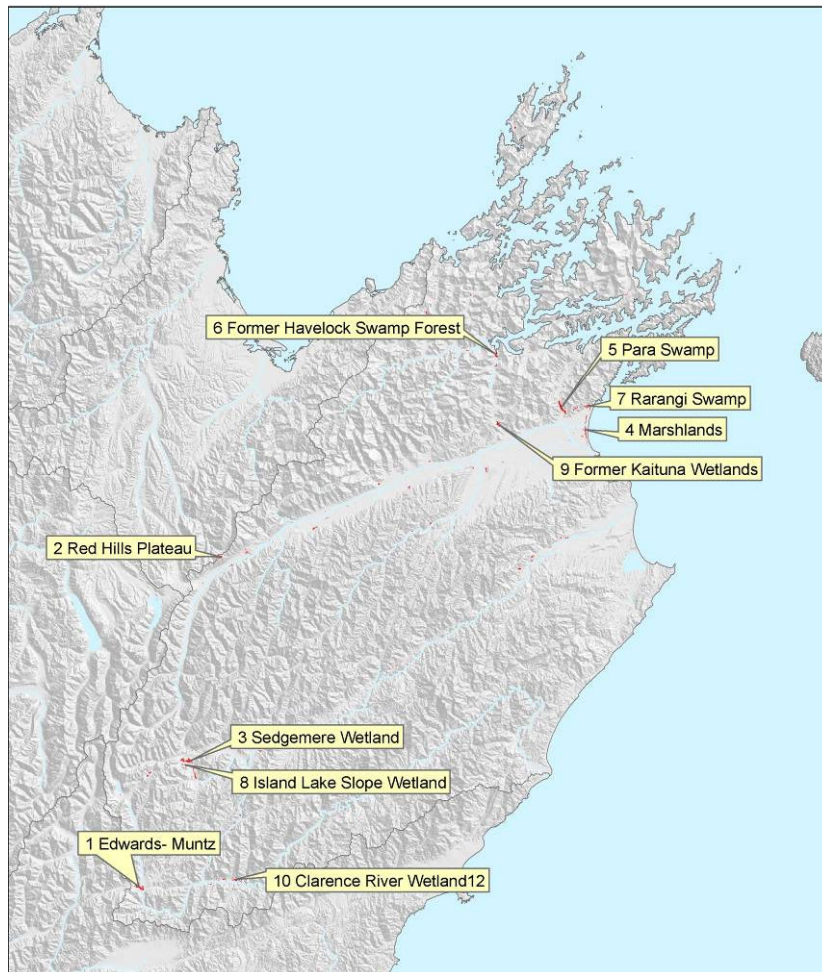 6 Former Havelock Swamp Forest
5 Para Swamp
7 Rarangi Swamp
4 Marshlands
9 Former Kaituna Wetlands
2 Red Hills Plateau
3 Sedgemere Wetland
8 Island Lake Slope Wetland
1 Edwards- Muntz
10 Clarence River Wetland12